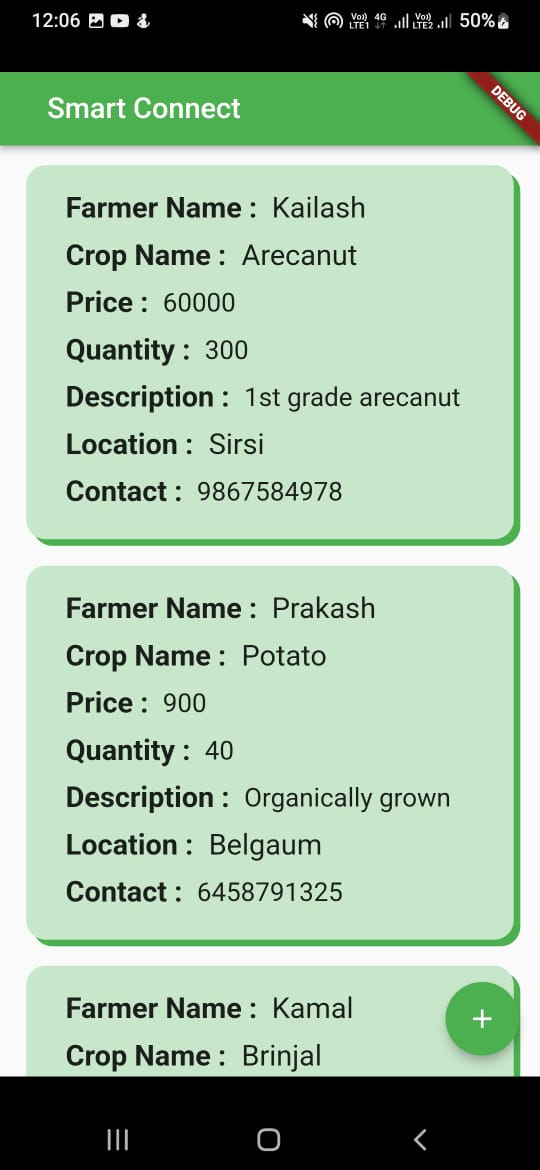 12:06 Vo) LTE1 4G Vo) LTE2 50%
Smart Connect
DEBUG
Farmer Name : Kailash
Crop Name : Arecanut
Price : 60000
Quantity : 300
Description : 1st grade arecanut
Location : Sirsi
Contact : 9867584978
Farmer Name : Prakash
Crop Name : Potato
Price : 900
Quantity : 40
Description : Organically grown
Location : Belgaum
Contact : 6458791325
Farmer Name : Kamal
Crop Name : Brinjal
+